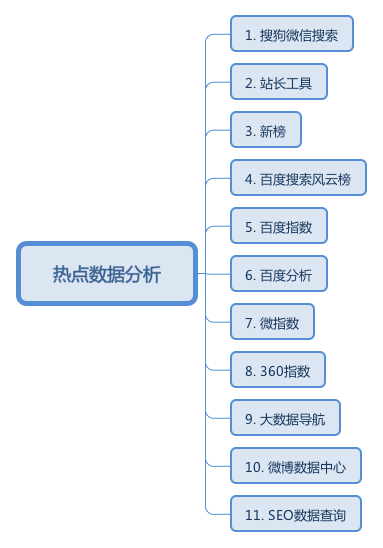 热点数据分析
1. 搜狗微信搜索
2. 站长工具
3. 新榜
4. 百度搜索风云榜
5. 百度指数
6. 百度分析
7. 微指数
8. 360指数
9. 大数据导航
10. 微博数据中心
11. SEO数据查询